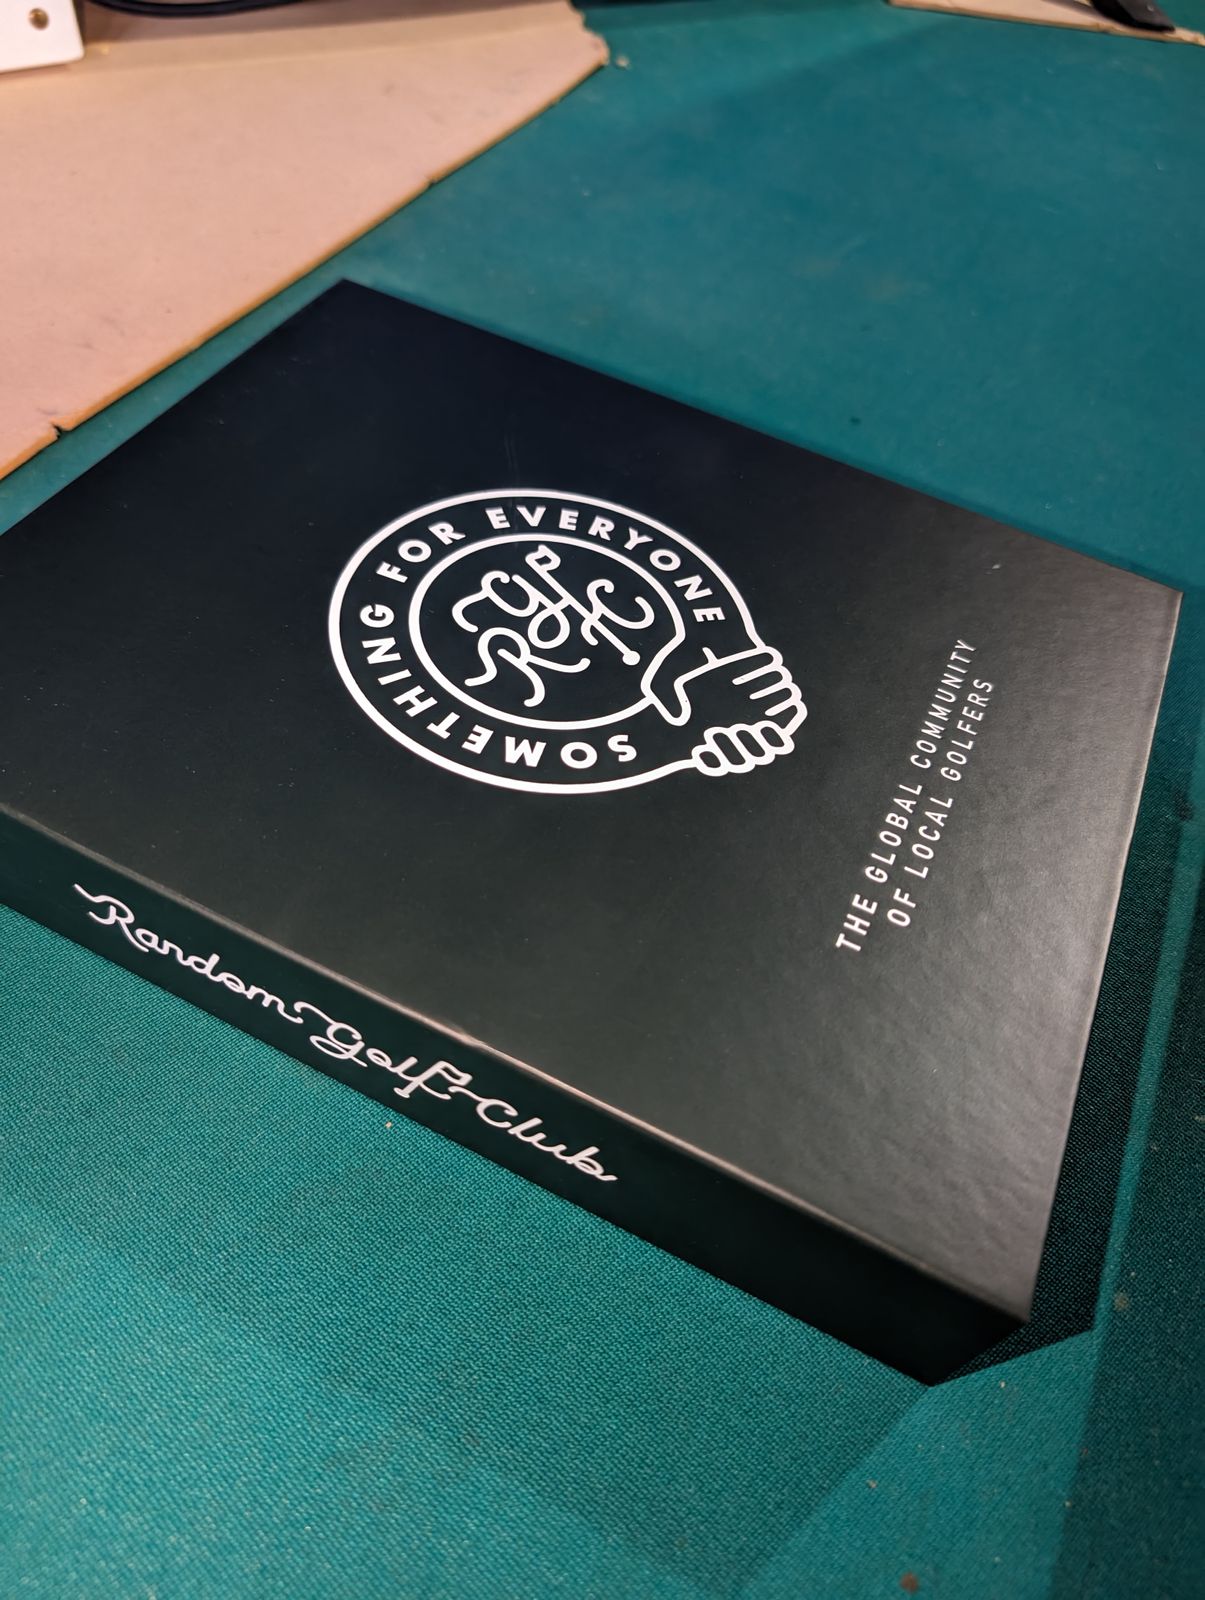 SOMETHING FOR EVERYONE
RGC
THE GLOBAL COMMUNITY
OF LOCAL GOLFERS
Random Golf Club